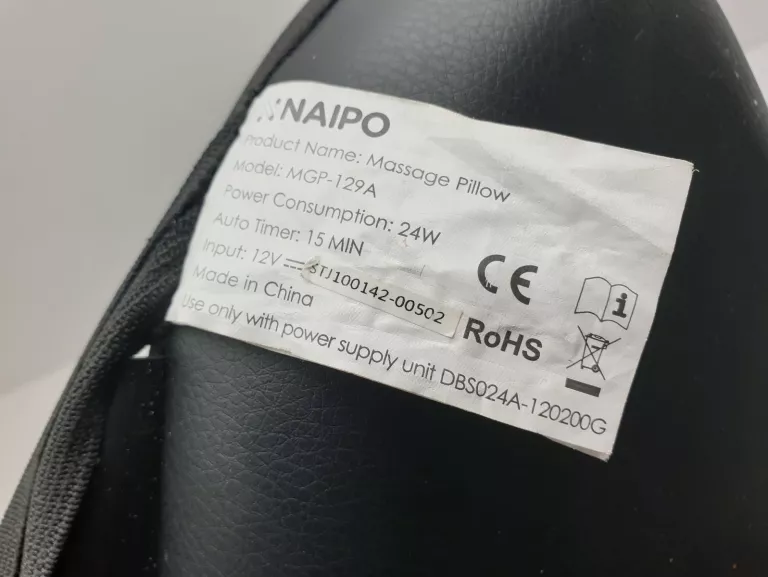 NAIPO
Product Name: Massage Pillow
Model: MGP-129A
Power Consumption: 24W
Auto Timer: 15 MIN
Input: 12V⎓
STJ100142-00502
Made in China
CE
RoHS
Use only with power supply unit DBS024A-120200G